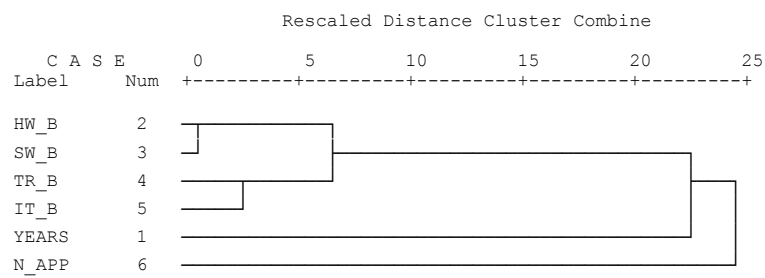 Rescaled Distance Cluster Combine
C A S E 0 5 10 15 20 25
Label Num +---------+---------+---------+---------+---------+
HW_B 2
SW_B 3
TR_B 4
IT_B 5
YEARS 1
N_APP 6